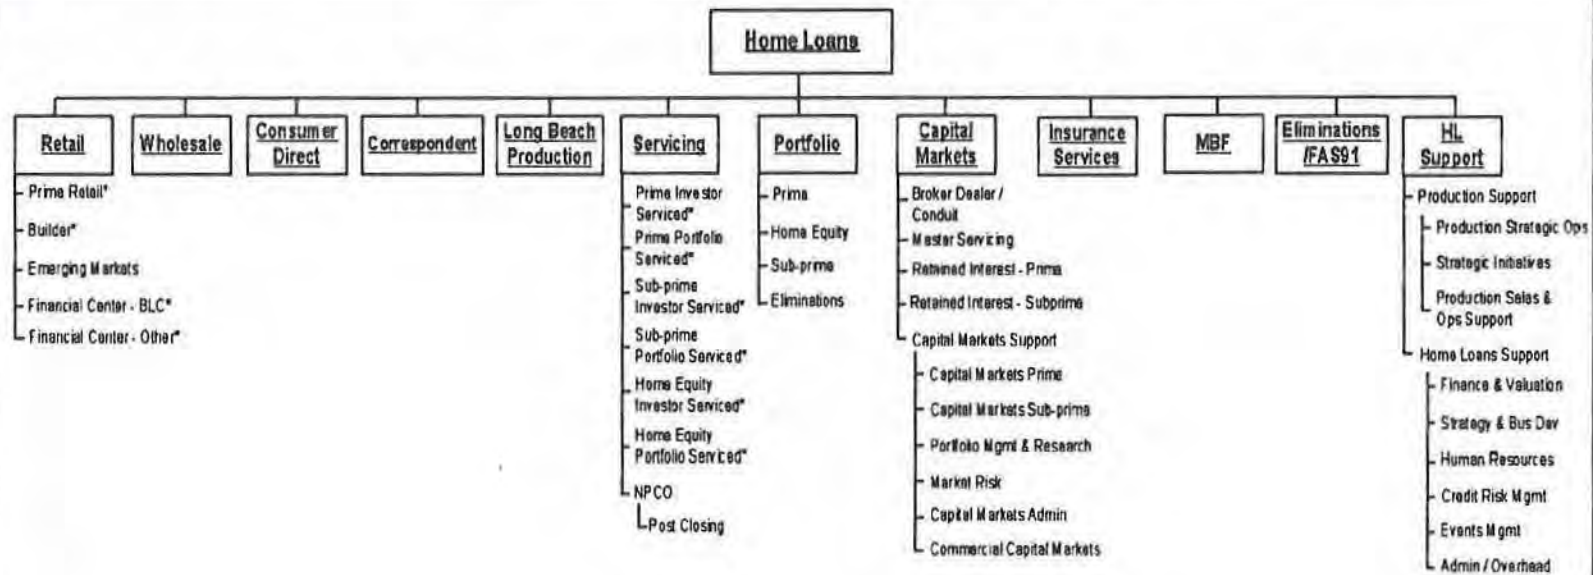 Home Loans
Retail
Prime Retail*
Builder*
Emerging Markets
Financial Center - BLC*
Financial Center - Other*
Wholesale
Consumer
Direct
Correspondent
Long Beach
Production
Servicing
Prime Investor
Serviced*
Prime Portfolio
Serviced*
Sub-prime
Investor Serviced*
Sub-prime
Portfolio Serviced*
Home Equity
Investor Serviced*
Home Equity
Portfolio Serviced*
NPCO
Post Closing
Portfolio
Prime
Home Equity
Sub-prime
Eliminations
Capital
Markets
Broker Dealer /
Conduit
Master Servicing
Retained Interest - Prime
Retained Interest - Subprime
Capital Markets Support
Capital Markets Prime
Capital Markets Sub-prime
Portfolio Mgmt & Research
Market Risk
Capital Markets Admin
Commercial Capital Markets
Insurance
Services
MBF
Eliminations
/FAS91
HL
Support
Production Support
Production Strategic Ops
Strategic Initiatives
Production Sales &
Ops Support
Home Loans Support
Finance & Valuation
Strategy & Bus Dev
Human Resources
Credit Risk Mgmt
Events Mgmt
Admin / Overhead